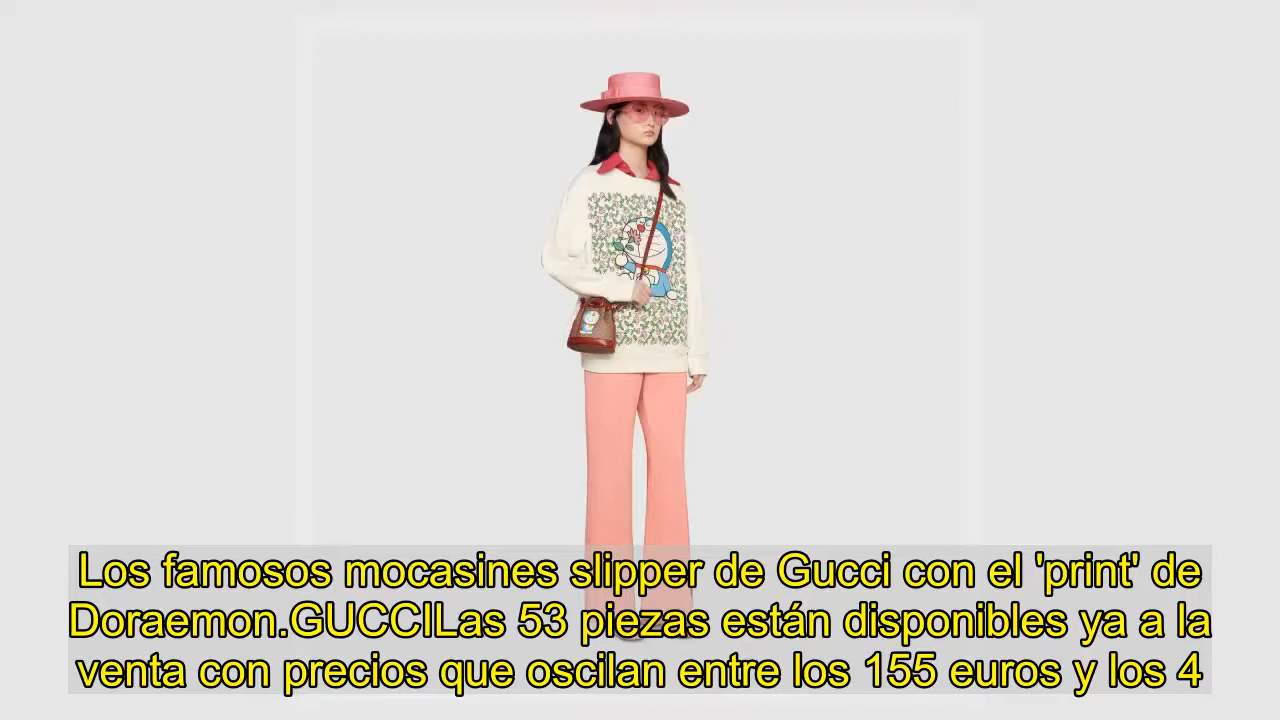 Los famosos mocasines slipper de Gucci con el 'print' de
Doraemon.GUCCILas 53 piezas están disponibles ya a la
venta con precios que oscilan entre los 155 euros y los 4